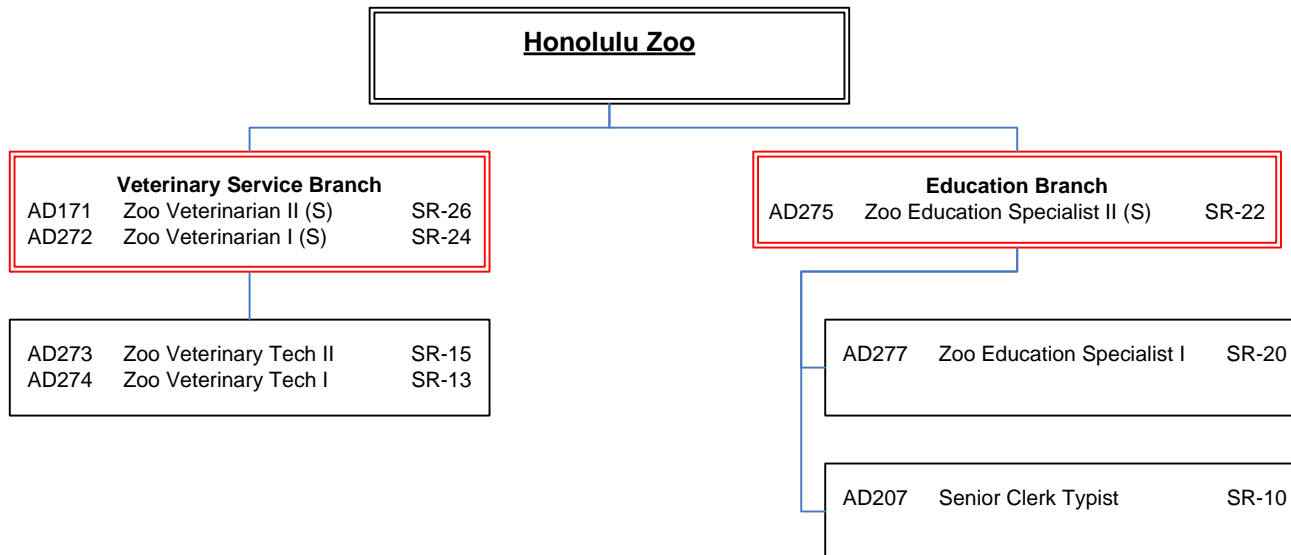 Honolulu Zoo
Veterinary Service Branch
AD171 Zoo Veterinarian II (S) SR-26
AD272 Zoo Veterinarian I (S) SR-24
AD273 Zoo Veterinary Tech II SR-15
AD274 Zoo Veterinary Tech I SR-13
Education Branch
AD275 Zoo Education Specialist II (S) SR-22
AD277 Zoo Education Specialist I SR-20
AD207 Senior Clerk Typist SR-10